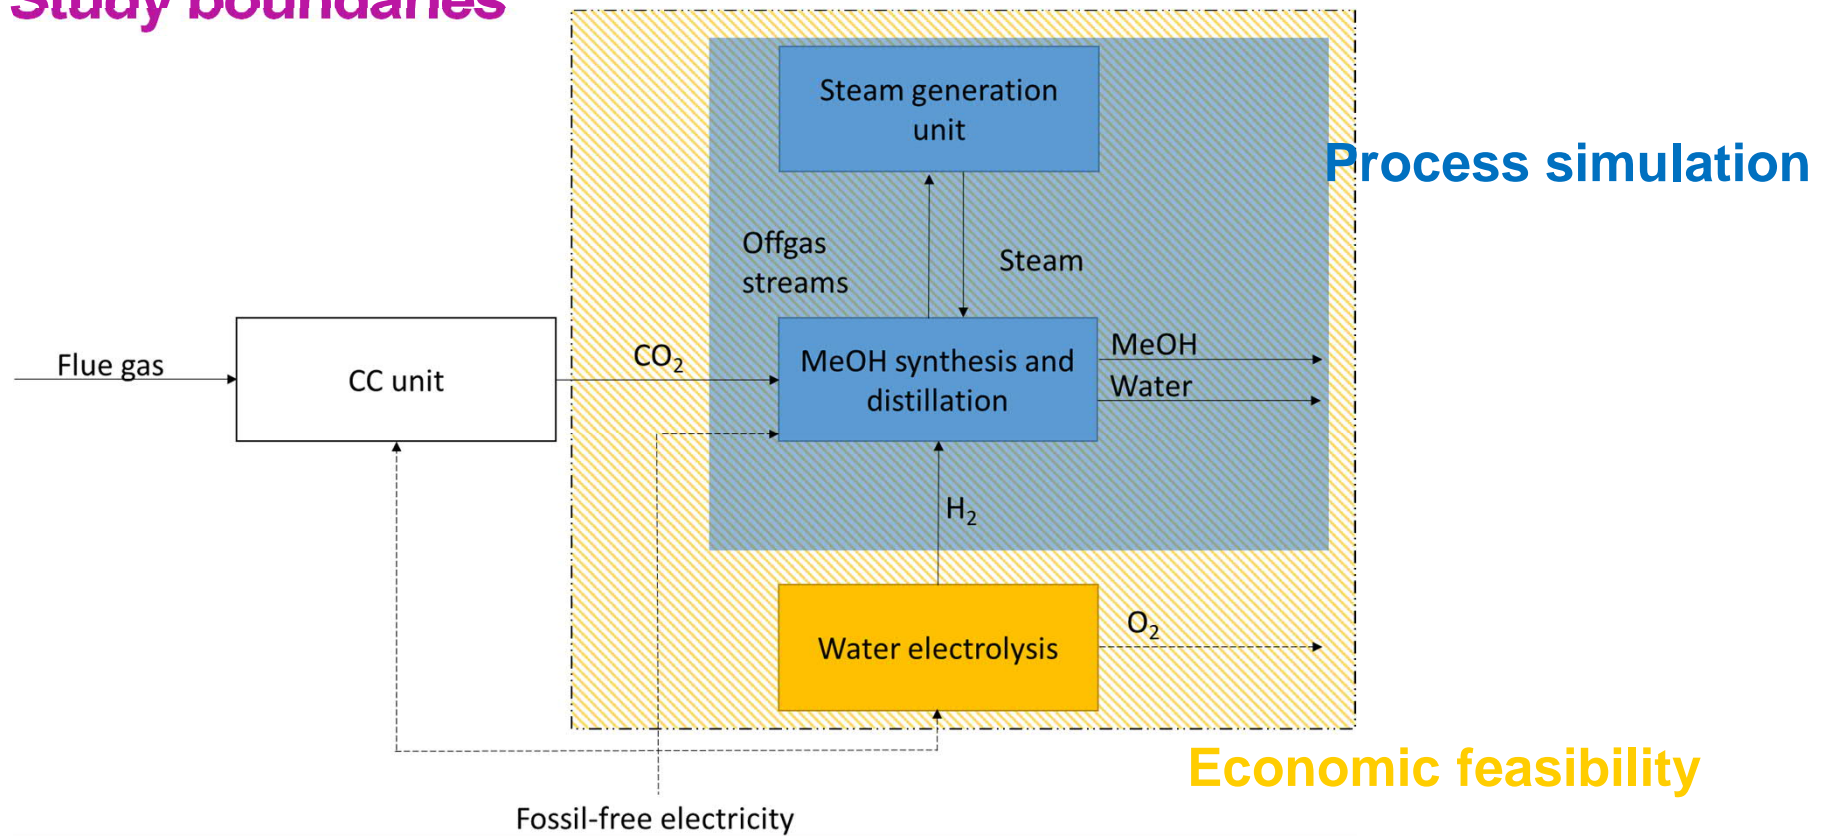 Study boundaries
Steam generation
unit
Process simulation
Offgas
streams
Steam
Flue gas
CC unit
CO2
MeOH synthesis and
distillation
MeOH
Water
H2
Water electrolysis
O2
Economic feasibility
Fossil-free electricity